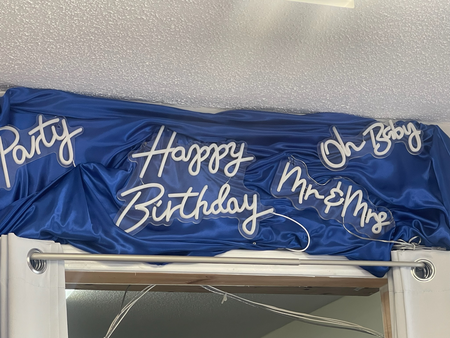 Party
Happy
Birthday
Oh Baby
Mr & Mrs